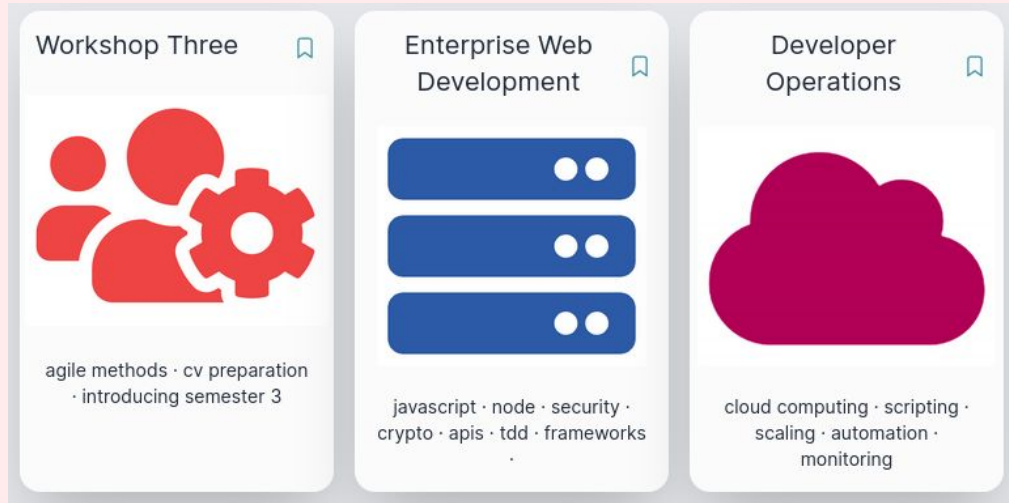 Workshop Three
agile methods · cv preparation
· introducing semester 3
Enterprise Web
Development
javascript · node · security ·
crypto · apis · tdd · frameworks
·
Developer
Operations
cloud computing · scripting ·
scaling · automation ·
monitoring